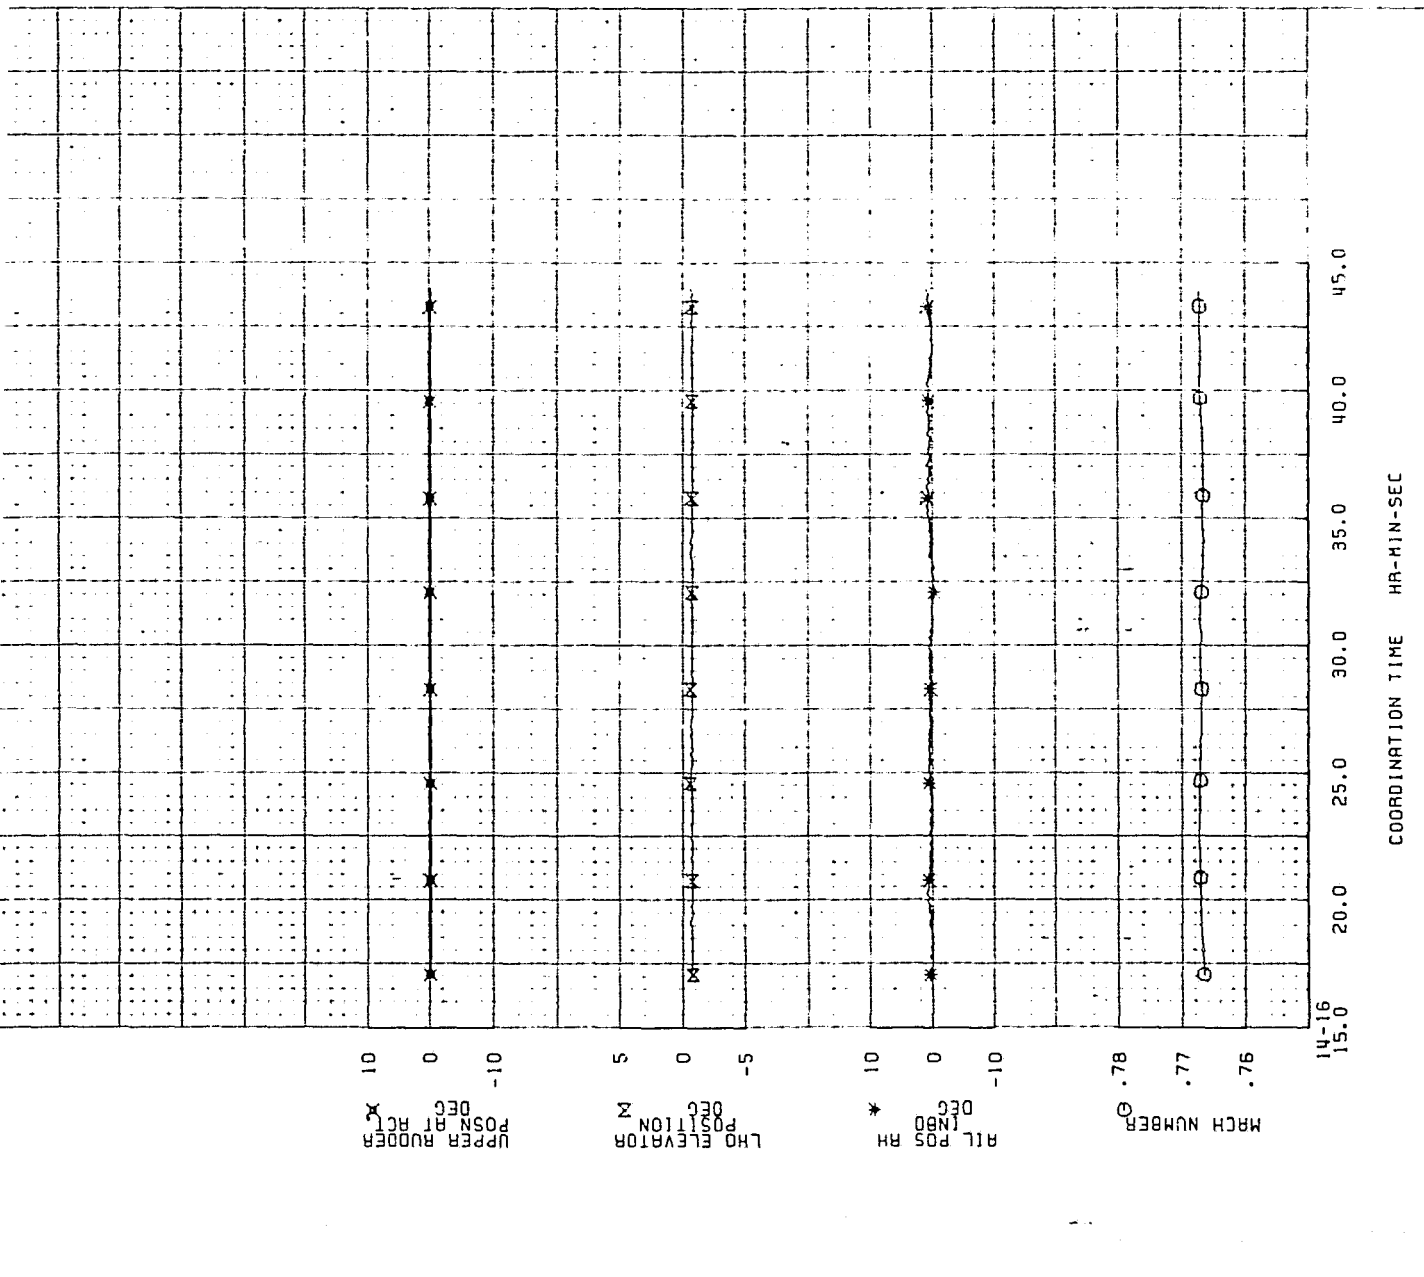 UPPER RUDDER
POSN AT ACT
DEG
10
0
-10
LHO ELEVATOR
POSITION
DEG
5
0
-5
AIL POS RH
INBO
DEG
10
0
-10
MACH NUMBER
.78
.77
.76
14-16
15.0
20.0
25.0
30.0
35.0
40.0
45.0
COORDINATION TIME HR-MIN-SEC